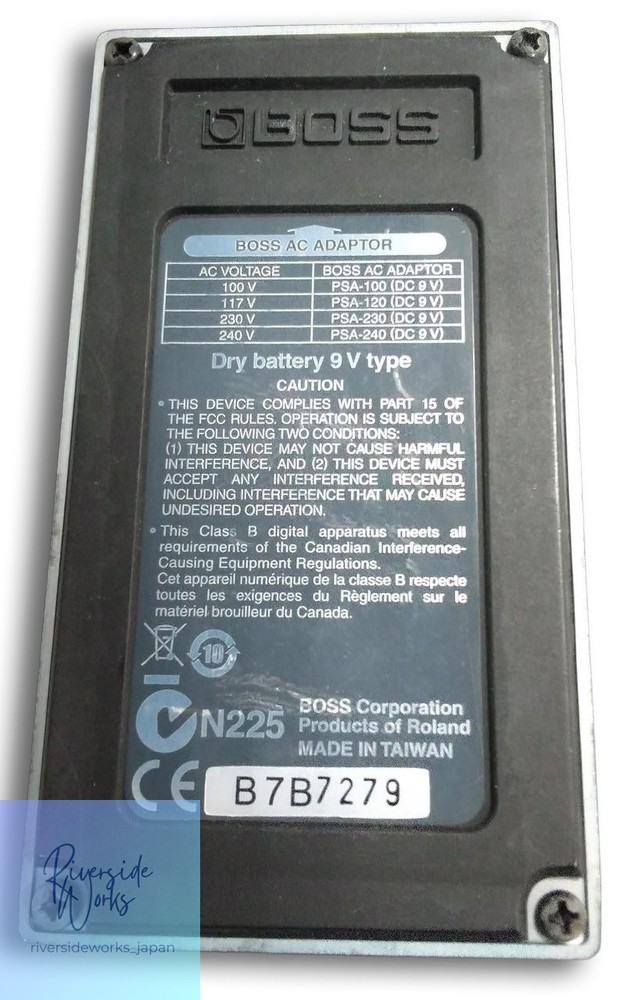 BOSS
BOSS AC ADAPTOR
AC VOLTAGE BOSS AC ADAPTOR
100 V PSA-100 (DC 9 V)
117 V PSA-120 (DC 9 V)
230 V PSA-230 (DC 9 V)
240 V PSA-240 (DC 9 V)
Dry battery 9 V type
CAUTION
• THIS DEVICE COMPLIES WITH PART 15 OF
THE FCC RULES. OPERATION IS SUBJECT TO
THE FOLLOWING TWO CONDITIONS:
(1) THIS DEVICE MAY NOT CAUSE HARMFUL
INTERFERENCE, AND (2) THIS DEVICE MUST
ACCEPT ANY INTERFERENCE RECEIVED,
INCLUDING INTERFERENCE THAT MAY CAUSE
UNDESIRED OPERATION.
• This Class B digital apparatus meets all
requirements of the Canadian Interference-
Causing Equipment Regulations.
Cet appareil numérique de la classe B respecte
toutes les exigences du Règlement sur le
matériel brouilleur du Canada.
10
N225
BOSS Corporation
Products of Roland
MADE IN TAIWAN
CE
B7B7279
Riverside
Works
riversideworks_japan